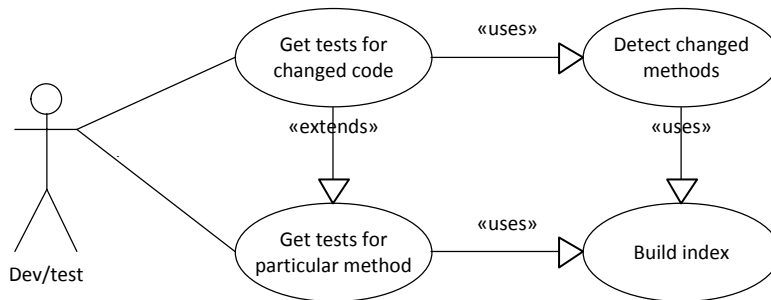 Get tests for
changed code
«uses»
Detect changed
methods
«extends»
«uses»
Dev/test
Get tests for
particular method
«uses»
Build index